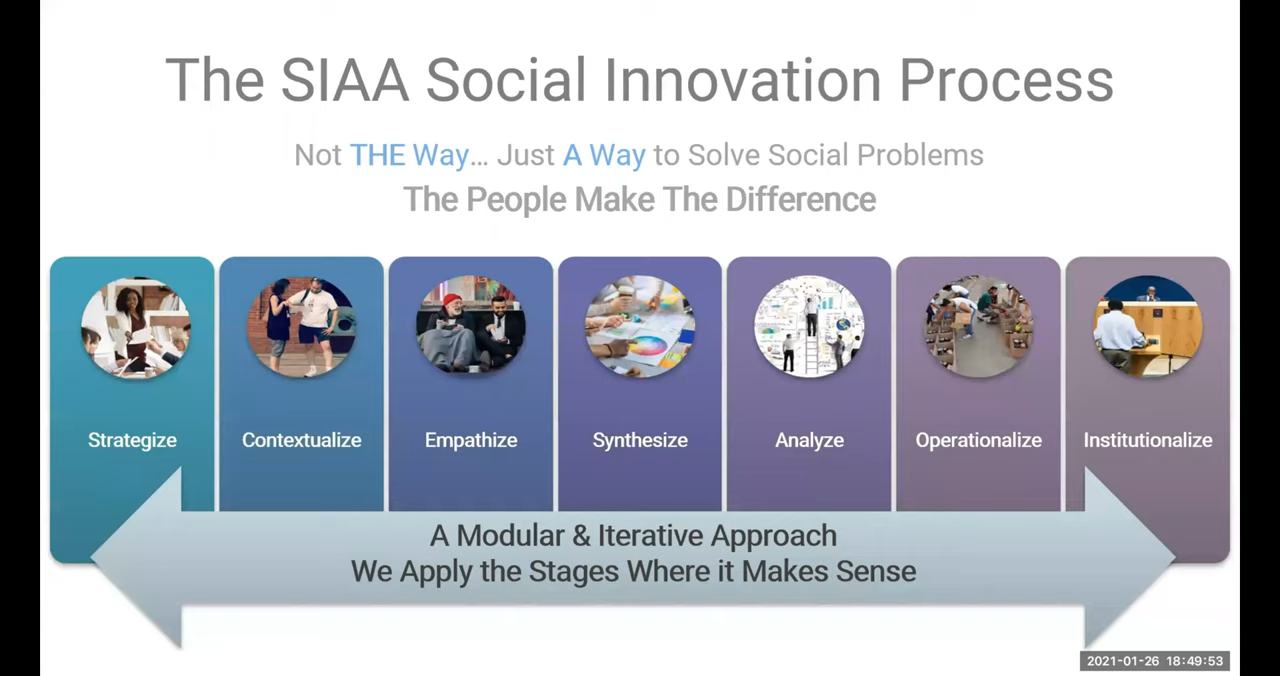 The SIAA Social Innovation Process
Not THE Way... Just A Way to Solve Social Problems
The People Make The Difference
Strategize
Contextualize
Empathize
Synthesize
Analyze
Operationalize
Institutionalize
A Modular & Iterative Approach
We Apply the Stages Where it Makes Sense
2021-01-26 18:49:53